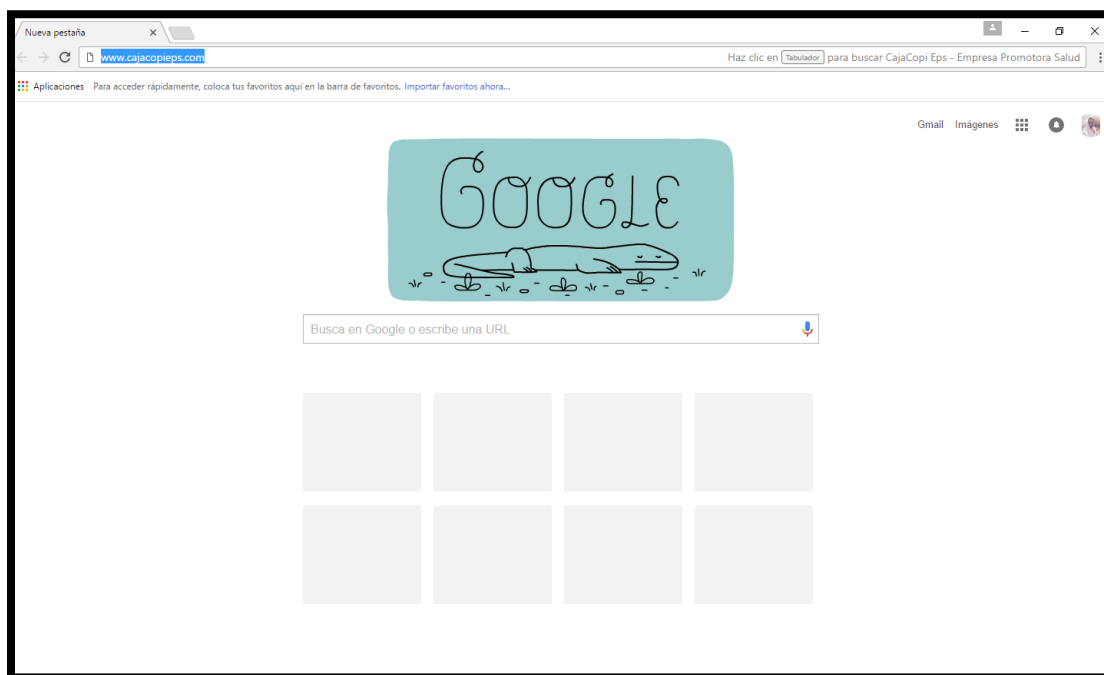 Nueva pestaña
www.cajacopieps.com Haz clic en Tabulador para buscar CajaCopi Eps - Empresa Promotora Salud
Aplicaciones Para acceder rápidamente, coloca tus favoritos aquí en la barra de favoritos. Importar favoritos ahora...
Gmail Imágenes
GOOGLE
Busca en Google o escribe una URL